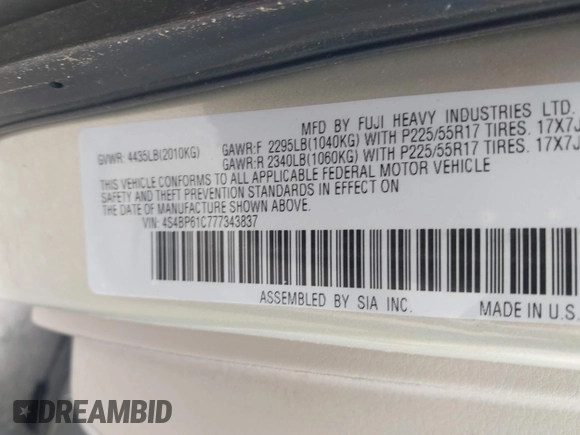 MFD BY FUJI HEAVY INDUSTRIES LTD.
GVWR: 4435LB(2010KG)
GAWR:F 2295LB(1040KG) WITH P225/55R17 TIRES. 17X7J
GAWR:R 2340LB(1060KG) WITH P225/55R17 TIRES. 17X7J
THIS VEHICLE CONFORMS TO ALL APPLICABLE FEDERAL MOTOR VEHICLE
SAFETY AND THEFT PREVENTION STANDARDS IN EFFECT ON
THE DATE OF MANUFACTURE SHOWN ABOVE.
VIN: 4S4BP61C777343837
ASSEMBLED BY SIA INC. MADE IN U.S.
DREAMBID